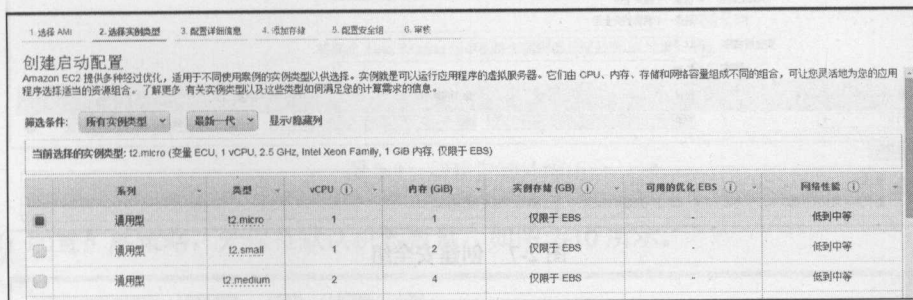 1. 选择 AMI 2. 选择实例类型 3. 配置详细信息 4. 添加存储 5. 配置安全组 6. 审核
创建启动配置
Amazon EC2 提供多种经过优化，适用于不同使用案例的实例类型以供选择。实例就是可以运行应用程序的虚拟服务器。它们由 CPU、内存、存储和网络容量组成不同的组合，可让您灵活地为您的应用
程序选择适当的资源组合。 了解更多 有关实例类型以及这些类型如何满足您的计算需求的信息。
筛选条件: 所有实例类型 最新一代 显示/隐藏列
当前选择的实例类型: t2.micro (变量 ECU, 1 vCPU, 2.5 GHz, Intel Xeon Family, 1 GiB 内存, 仅限于 EBS)
系列 类型 vCPU 内存 (GiB) 实例存储 (GB) 可用的优化 EBS 网络性能
通用型 t2.micro 1 1 仅限于 EBS - 低到中等
通用型 t2.small 1 2 仅限于 EBS - 低到中等
通用型 t2.medium 2 4 仅限于 EBS - 低到中等